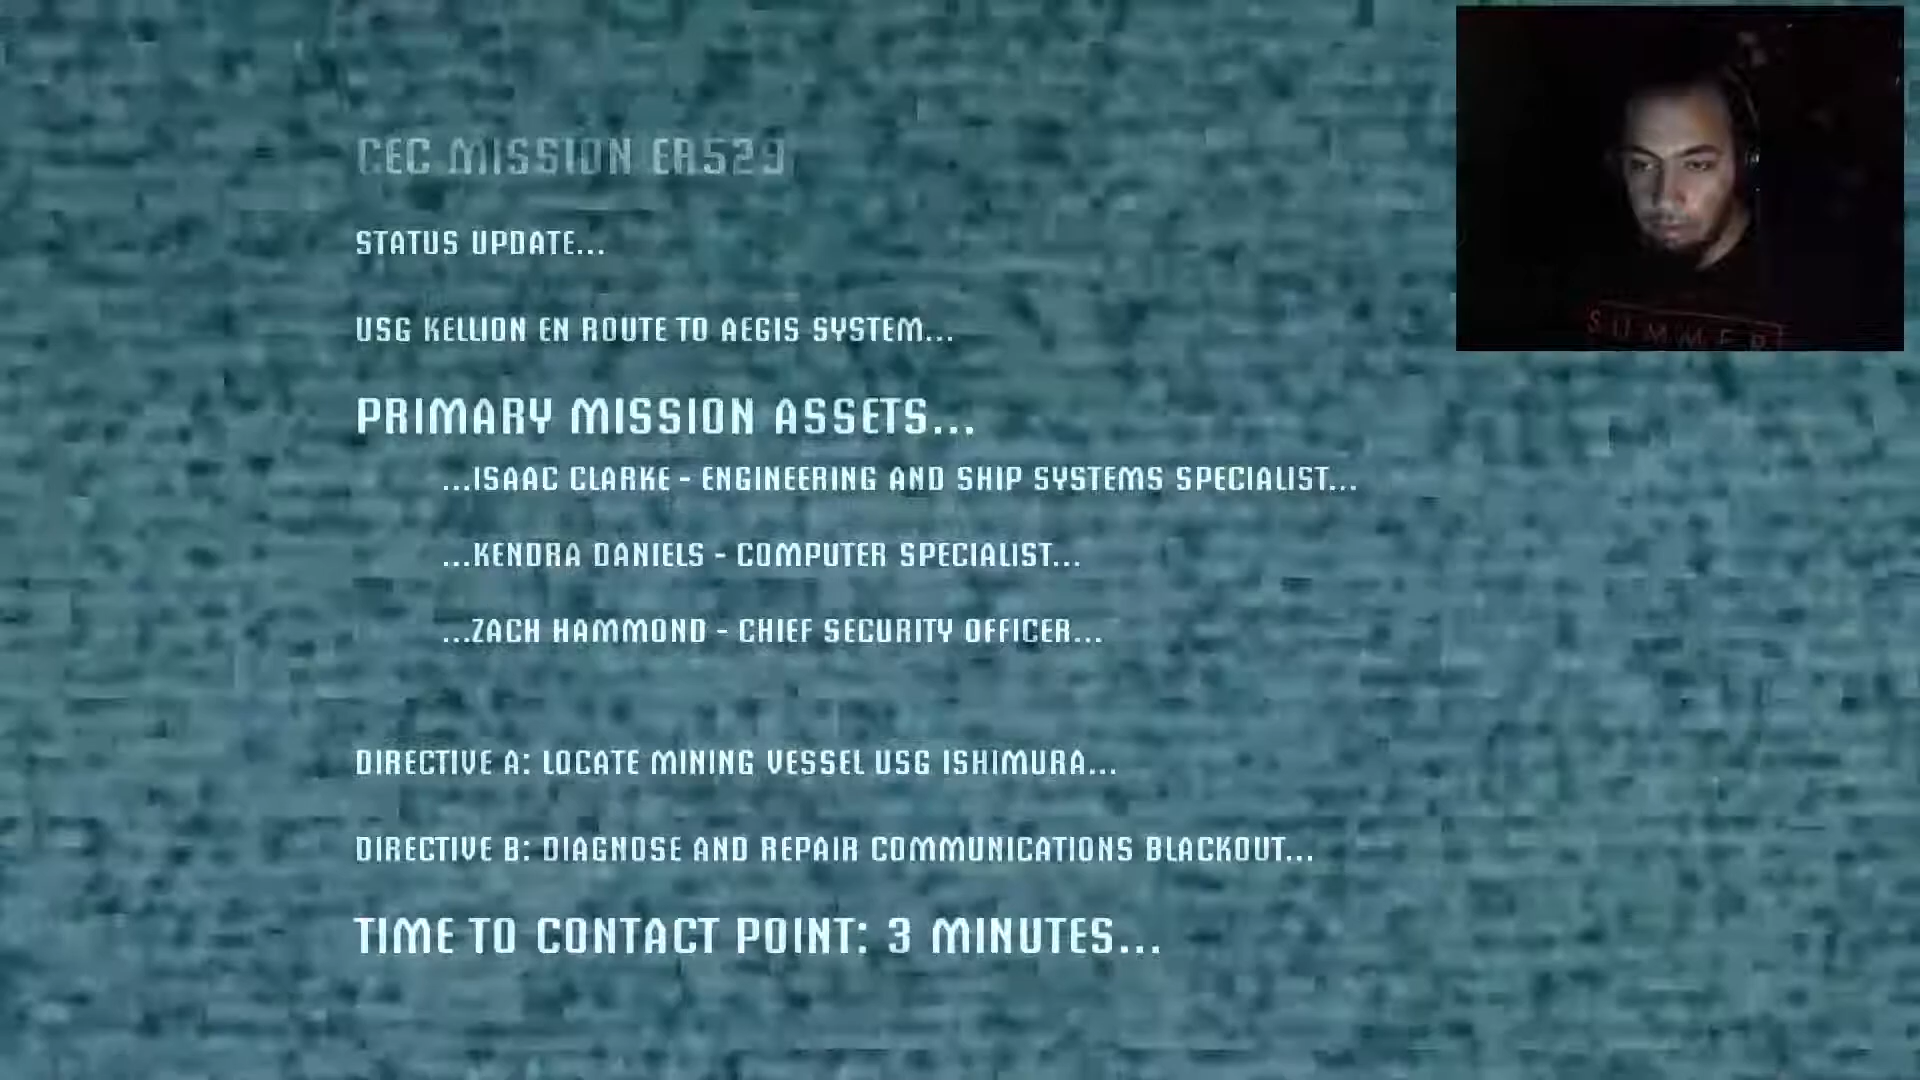 CEC MISSION ER529
STATUS UPDATE...
USG KELLION EN ROUTE TO AEGIS SYSTEM...
PRIMARY MISSION ASSETS...
...ISAAC CLARKE - ENGINEERING AND SHIP SYSTEMS SPECIALIST...
...KENDRA DANIELS - COMPUTER SPECIALIST...
...ZACH HAMMOND - CHIEF SECURITY OFFICER...
DIRECTIVE A: LOCATE MINING VESSEL USG ISHIMURA...
DIRECTIVE B: DIAGNOSE AND REPAIR COMMUNICATIONS BLACKOUT...
TIME TO CONTACT POINT: 3 MINUTES...
SUMMER